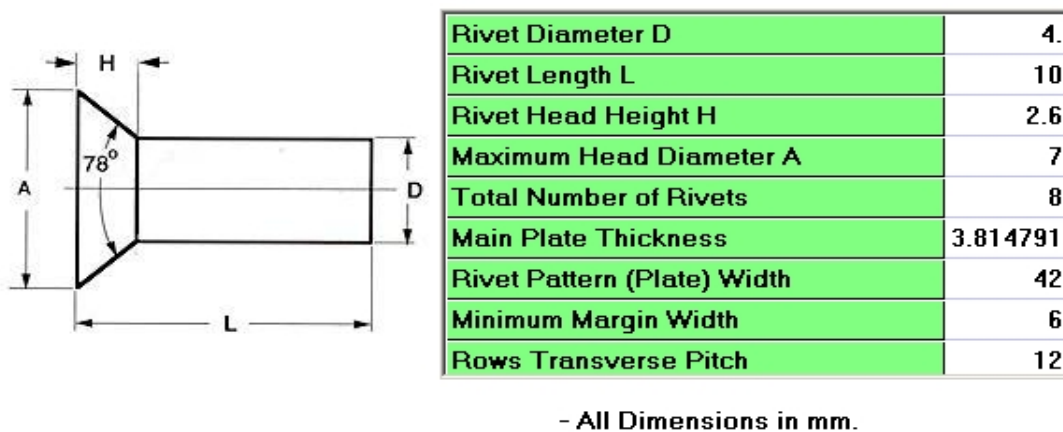 H
A
78°
D
L
Rivet Diameter D 4.
Rivet Length L 10
Rivet Head Height H 2.6
Maximum Head Diameter A 7
Total Number of Rivets 8
Main Plate Thickness 3.814791
Rivet Pattern (Plate) Width 42
Minimum Margin Width 6
Rows Transverse Pitch 12
- All Dimensions in mm.